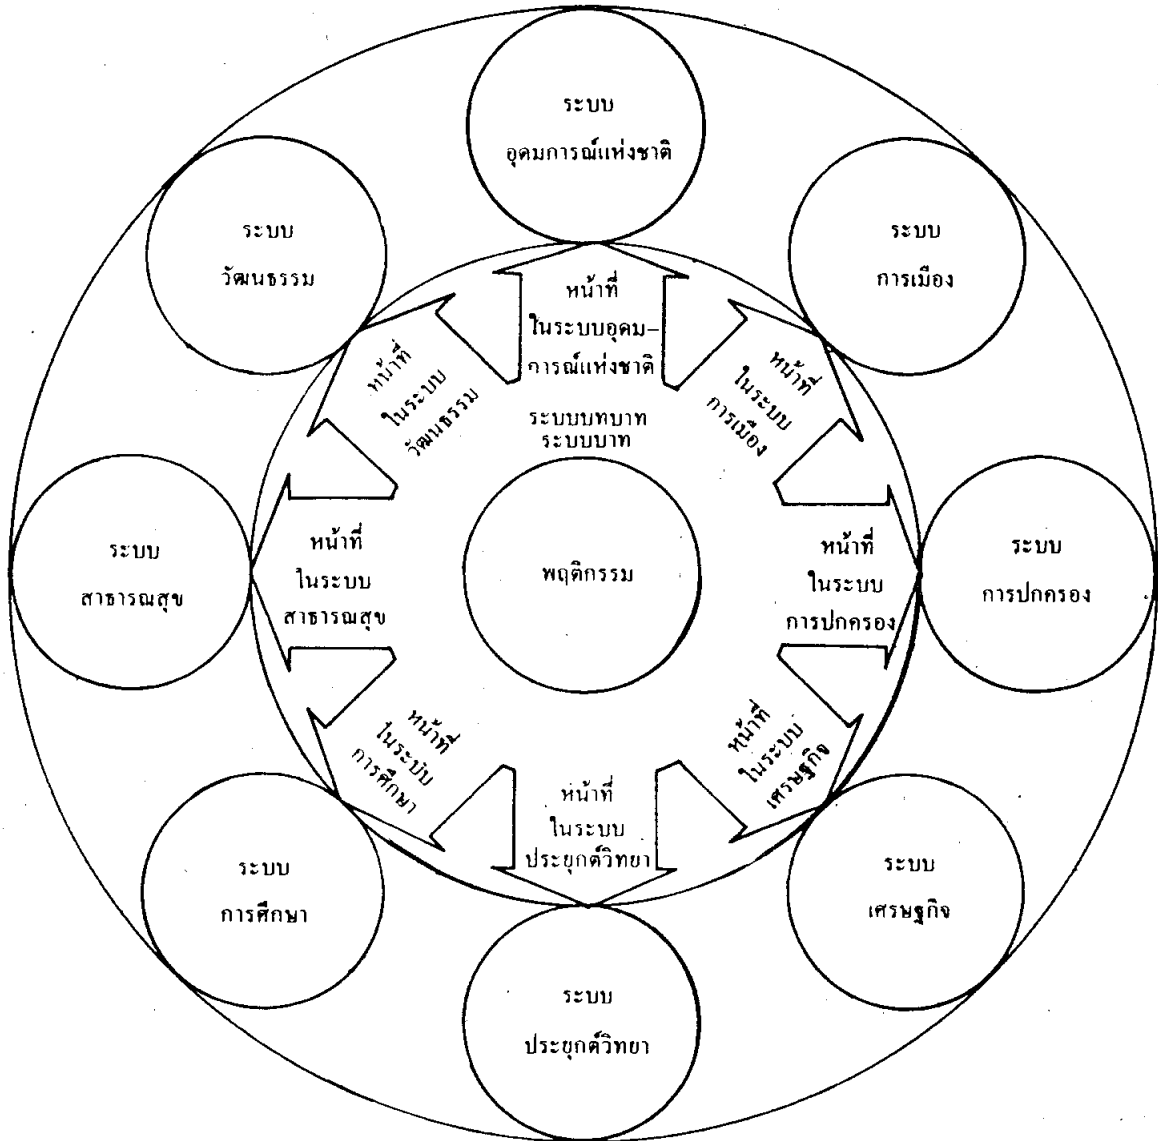 ระบบ
อุดมการณ์แห่งชาติ
ระบบ
วัฒนธรรม
ระบบ
การเมือง
หน้าที่
ในระบบอุดม–
การณ์แห่งชาติ
หน้าที่
ในระบบ
วัฒนธรรม
หน้าที่
ในระบบ
การเมือง
ระบบบทบาท
ระบบบาท
ระบบ
สาธารณสุข
หน้าที่
ในระบบ
สาธารณสุข
พฤติกรรม
หน้าที่
ในระบบ
การปกครอง
ระบบ
การปกครอง
หน้าที่
ในระบับ
การศึกษา
หน้าที่
ในระบบ
ประยุกต์วิทยา
หน้าที่
ในระบบ
เศรษฐกิจ
ระบบ
การศึกษา
ระบบ
เศรษฐกิจ
ระบบ
ประยุกต์วิทยา